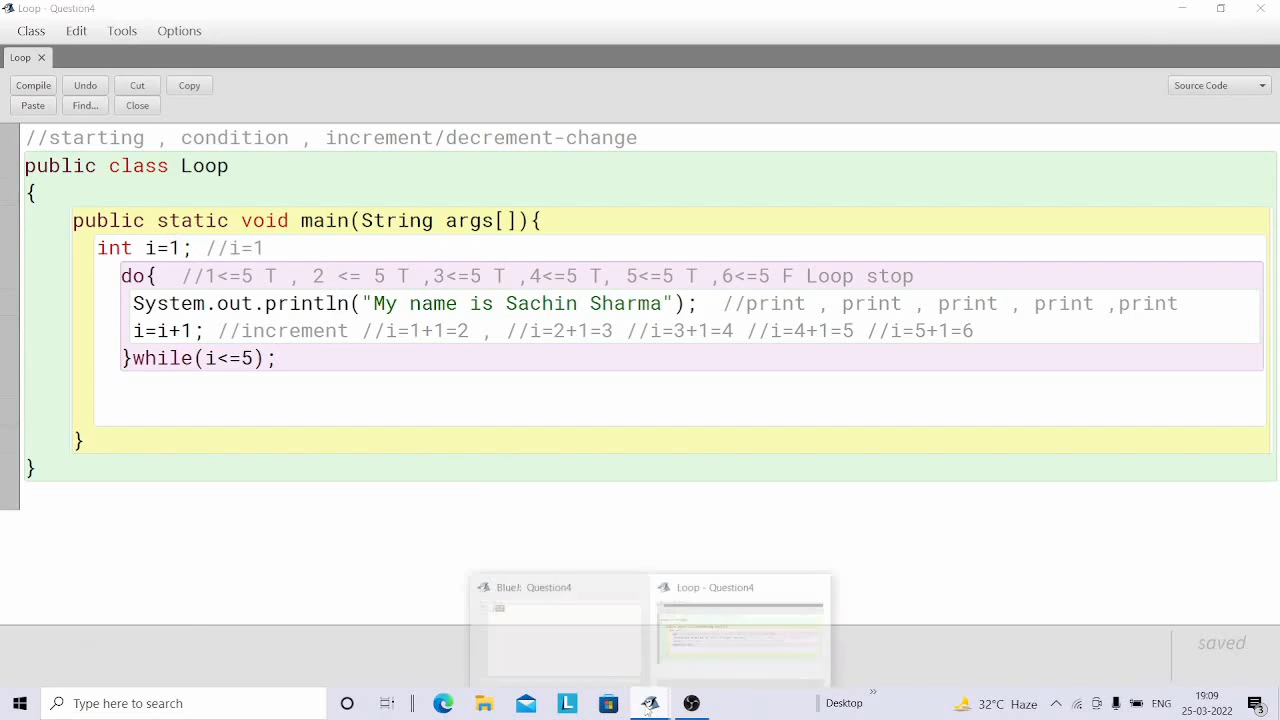 Loop - Question4
Class Edit Tools Options
Loop
Compile Undo Cut Copy
Paste Find... Close
Source Code
//starting , condition , increment/decrement-change
public class Loop
{
public static void main(String args[]){
int i=1; //i=1
do{ //1<=5 T , 2 <= 5 T ,3<=5 T ,4<=5 T, 5<=5 T ,6<=5 F Loop stop
System.out.println("My name is Sachin Sharma"); //print , print , print , print ,print
i=i+1; //increment //i=1+1=2 , //i=2+1=3 //i=3+1=4 //i=4+1=5 //i=5+1=6
}while(i<=5);
}
}
BlueJ: Question4
Loop - Question4
saved
Type here to search
Desktop
32°C Haze
ENG
19:09
25-03-2022
3